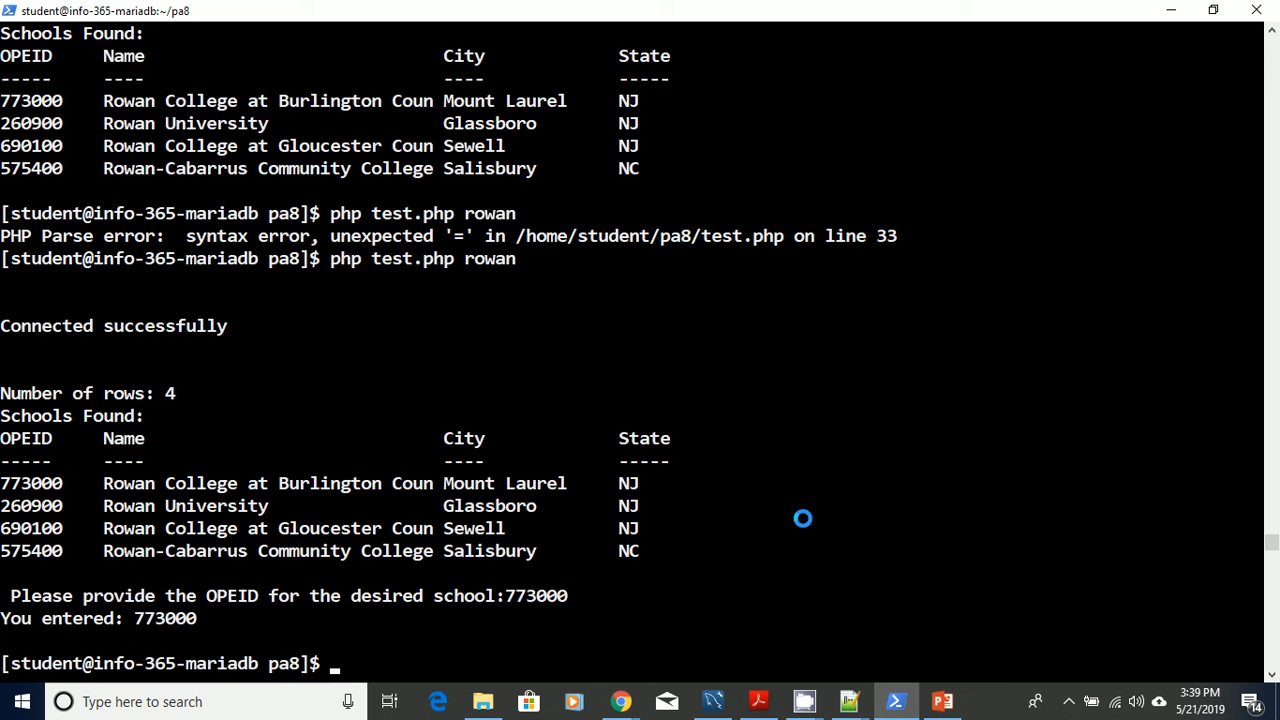 student@info-365-mariadb:~/pa8
Schools Found:
OPEID Name City State
----- ---- ---- -----
773000 Rowan College at Burlington Coun Mount Laurel NJ
260900 Rowan University Glassboro NJ
690100 Rowan College at Gloucester Coun Sewell NJ
575400 Rowan-Cabarrus Community College Salisbury NC
[student@info-365-mariadb pa8]$ php test.php rowan
PHP Parse error:  syntax error, unexpected '=' in /home/student/pa8/test.php on line 33
[student@info-365-mariadb pa8]$ php test.php rowan
Connected successfully
Number of rows: 4
Schools Found:
OPEID Name City State
----- ---- ---- -----
773000 Rowan College at Burlington Coun Mount Laurel NJ
260900 Rowan University Glassboro NJ
690100 Rowan College at Gloucester Coun Sewell NJ
575400 Rowan-Cabarrus Community College Salisbury NC
Please provide the OPEID for the desired school:773000
You entered: 773000
[student@info-365-mariadb pa8]$
Type here to search
3:39 PM
5/21/2019
14